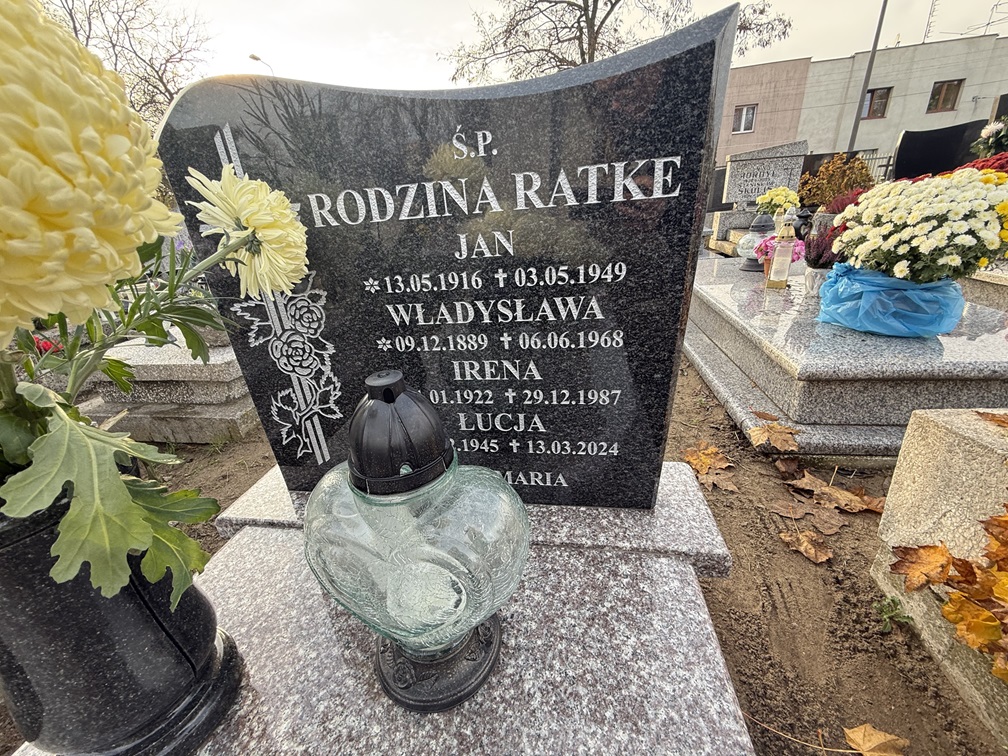 Ś.P.
RODZINA RATKE
JAN
*13.05.1916 ✝ 03.05.1949
WŁADYSŁAWA
*09.12.1889 ✝ 06.06.1968
IRENA
01.1922 ✝ 29.12.1987
ŁUCJA
.1945 ✝ 13.03.2024
MARIA